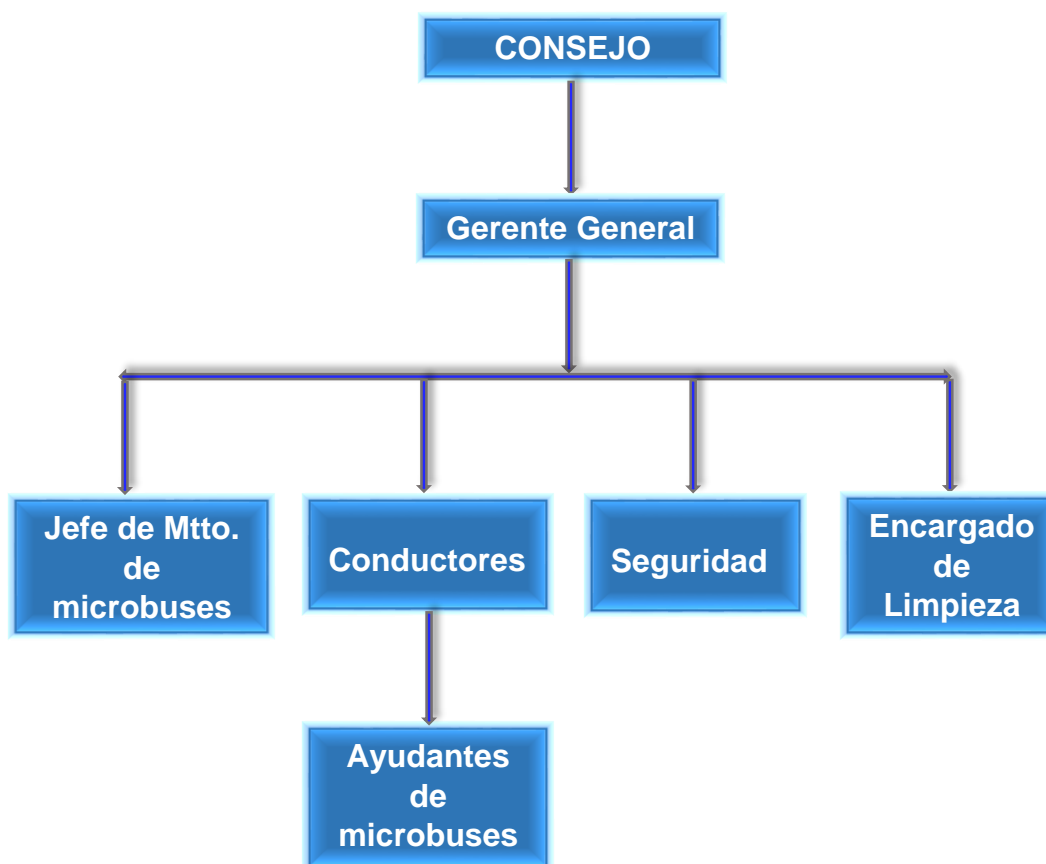 CONSEJO
Gerente General
Jefe de Mtto.
de
microbuses
Conductores
Seguridad
Encargado
de
Limpieza
Ayudantes
de
microbuses